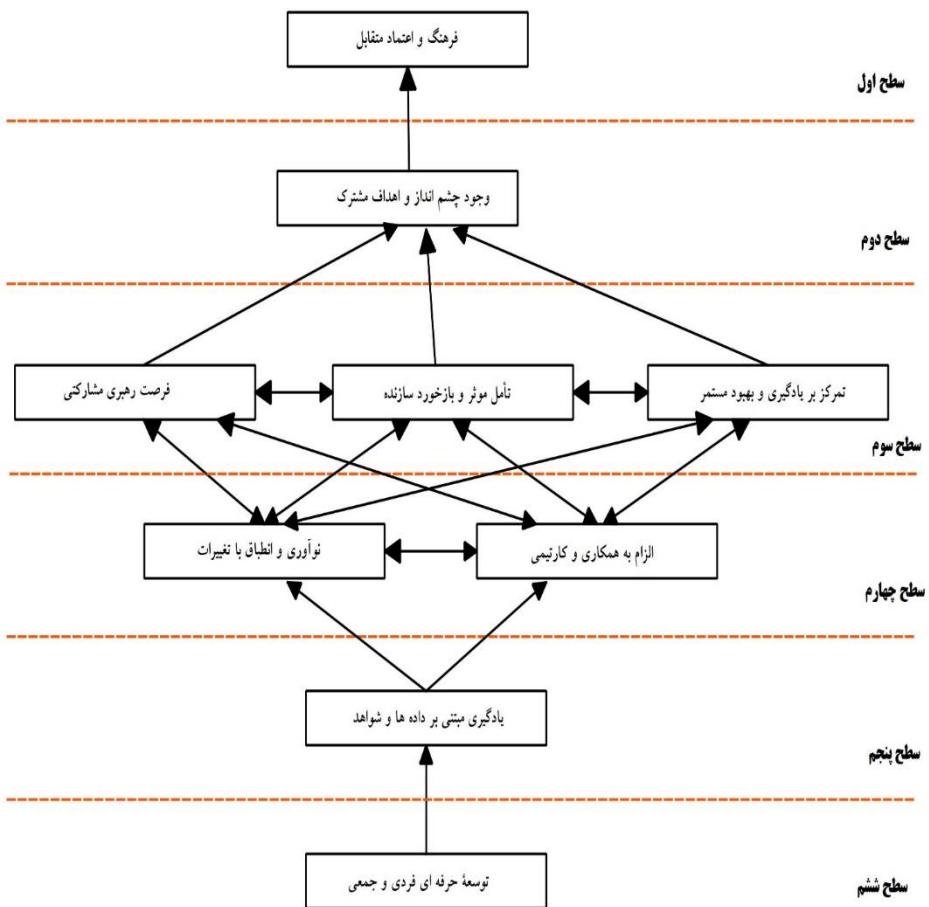 فرهنگ و اعتماد متقابل
سطح اول
وجود چشم انداز و اهداف مشترک
سطح دوم
تمرکز بر یادگیری و بهبود مستمر
تأمل موثر و بازخورد سازنده
فرصت رهبری مشارکتی
سطح سوم
الزام به همکاری و کارتیمی
نوآوری و انطباق با تغییرات
سطح چهارم
یادگیری مبتنی بر داده ها و شواهد
سطح پنجم
توسعۀ حرفه ای فردی و جمعی
سطح ششم